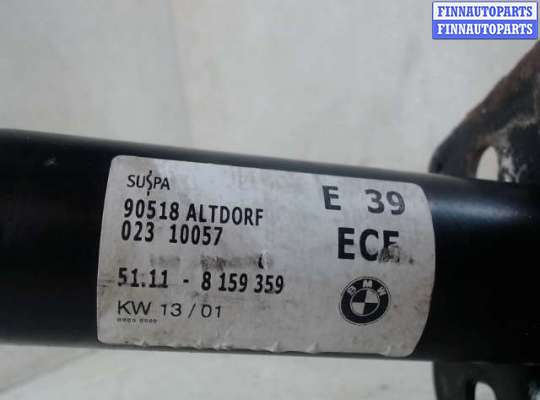 FINNAUTOPARTS
FINNAUTOPARTS
SUSPA
E 39
90518 ALTDORF
023 10057
ECE
51.11 - 8 159 359
BMW
KW 13 / 01